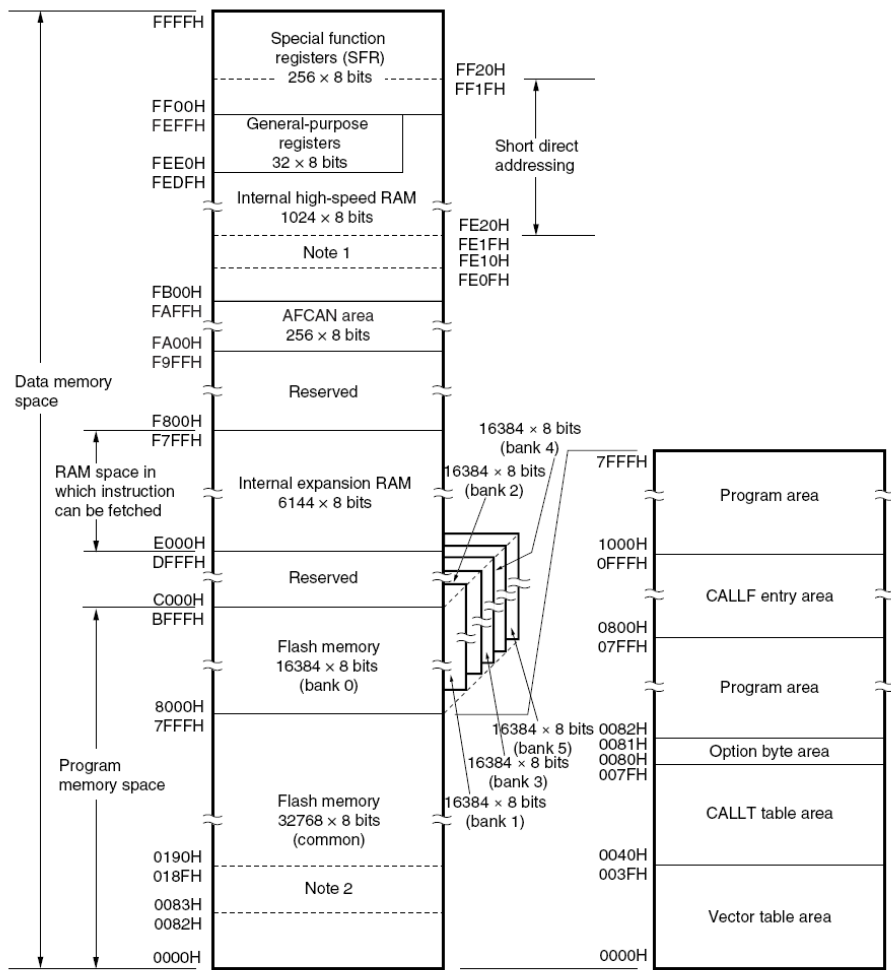 FFFFH
Special function
registers (SFR)
256 × 8 bits
FF20H
FF1FH
FF00H
FEFFH
General-purpose
registers
32 × 8 bits
Short direct
addressing
FEE0H
FEDFH
Internal high-speed RAM
1024 × 8 bits
FE20H
FE1FH
Note 1
FE10H
FE0FH
FB00H
FAFFH
AFCAN area
256 × 8 bits
FA00H
F9FFH
Data memory
space
Reserved
F800H
F7FFH
RAM space in
which instruction
can be fetched
Internal expansion RAM
6144 × 8 bits
16384 × 8 bits
(bank 4)
16384 × 8 bits
(bank 2)
E000H
DFFFH
Reserved
C000H
BFFFH
Flash memory
16384 × 8 bits
(bank 0)
8000H
7FFFH
16384 × 8 bits
(bank 5)
16384 × 8 bits
(bank 3)
16384 × 8 bits
(bank 1)
Program
memory space
Flash memory
32768 × 8 bits
(common)
0190H
018FH
Note 2
0083H
0082H
0000H
7FFFH
Program area
1000H
0FFFH
CALLF entry area
0800H
07FFH
Program area
0082H
0081H
Option byte area
0080H
007FH
CALLT table area
0040H
003FH
Vector table area
0000H